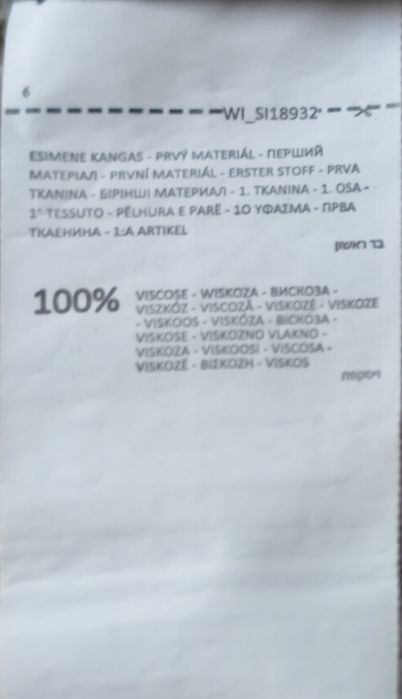 6
WI_SI18932
ESIMENE KANGAS - PRVÝ MATERIÁL - ПЕРШИЙ
МАТЕРІАЛ - PRVNÍ MATERIÁL - ERSTER STOFF - PRVA
TKANINA - БІРІНШІ МАТЕРИАЛ - 1. TKANINA - 1. OSA -
1° TESSUTO - PËLHURA E PARË - 1Ο ΥΦΑΣΜΑ - ПРВА
ТКАЕНИНА - 1:A ARTIKEL
בד ראשון
100% VISCOSE - WISKOZA - ВИСКОЗА -
VISZKÓZ - VISCOZĂ - VISKOZĖ - VISKOZE
- VISKOOS - VISKÓZA - ВІСКОЗА -
VISKOSE - VISKOZNO VLAKNO -
VISKOZA - VISKOOSI - VISCOSA -
VISKOZË - ΒΙΣΚΟΖΗ - VISKOS
ויסקוזה